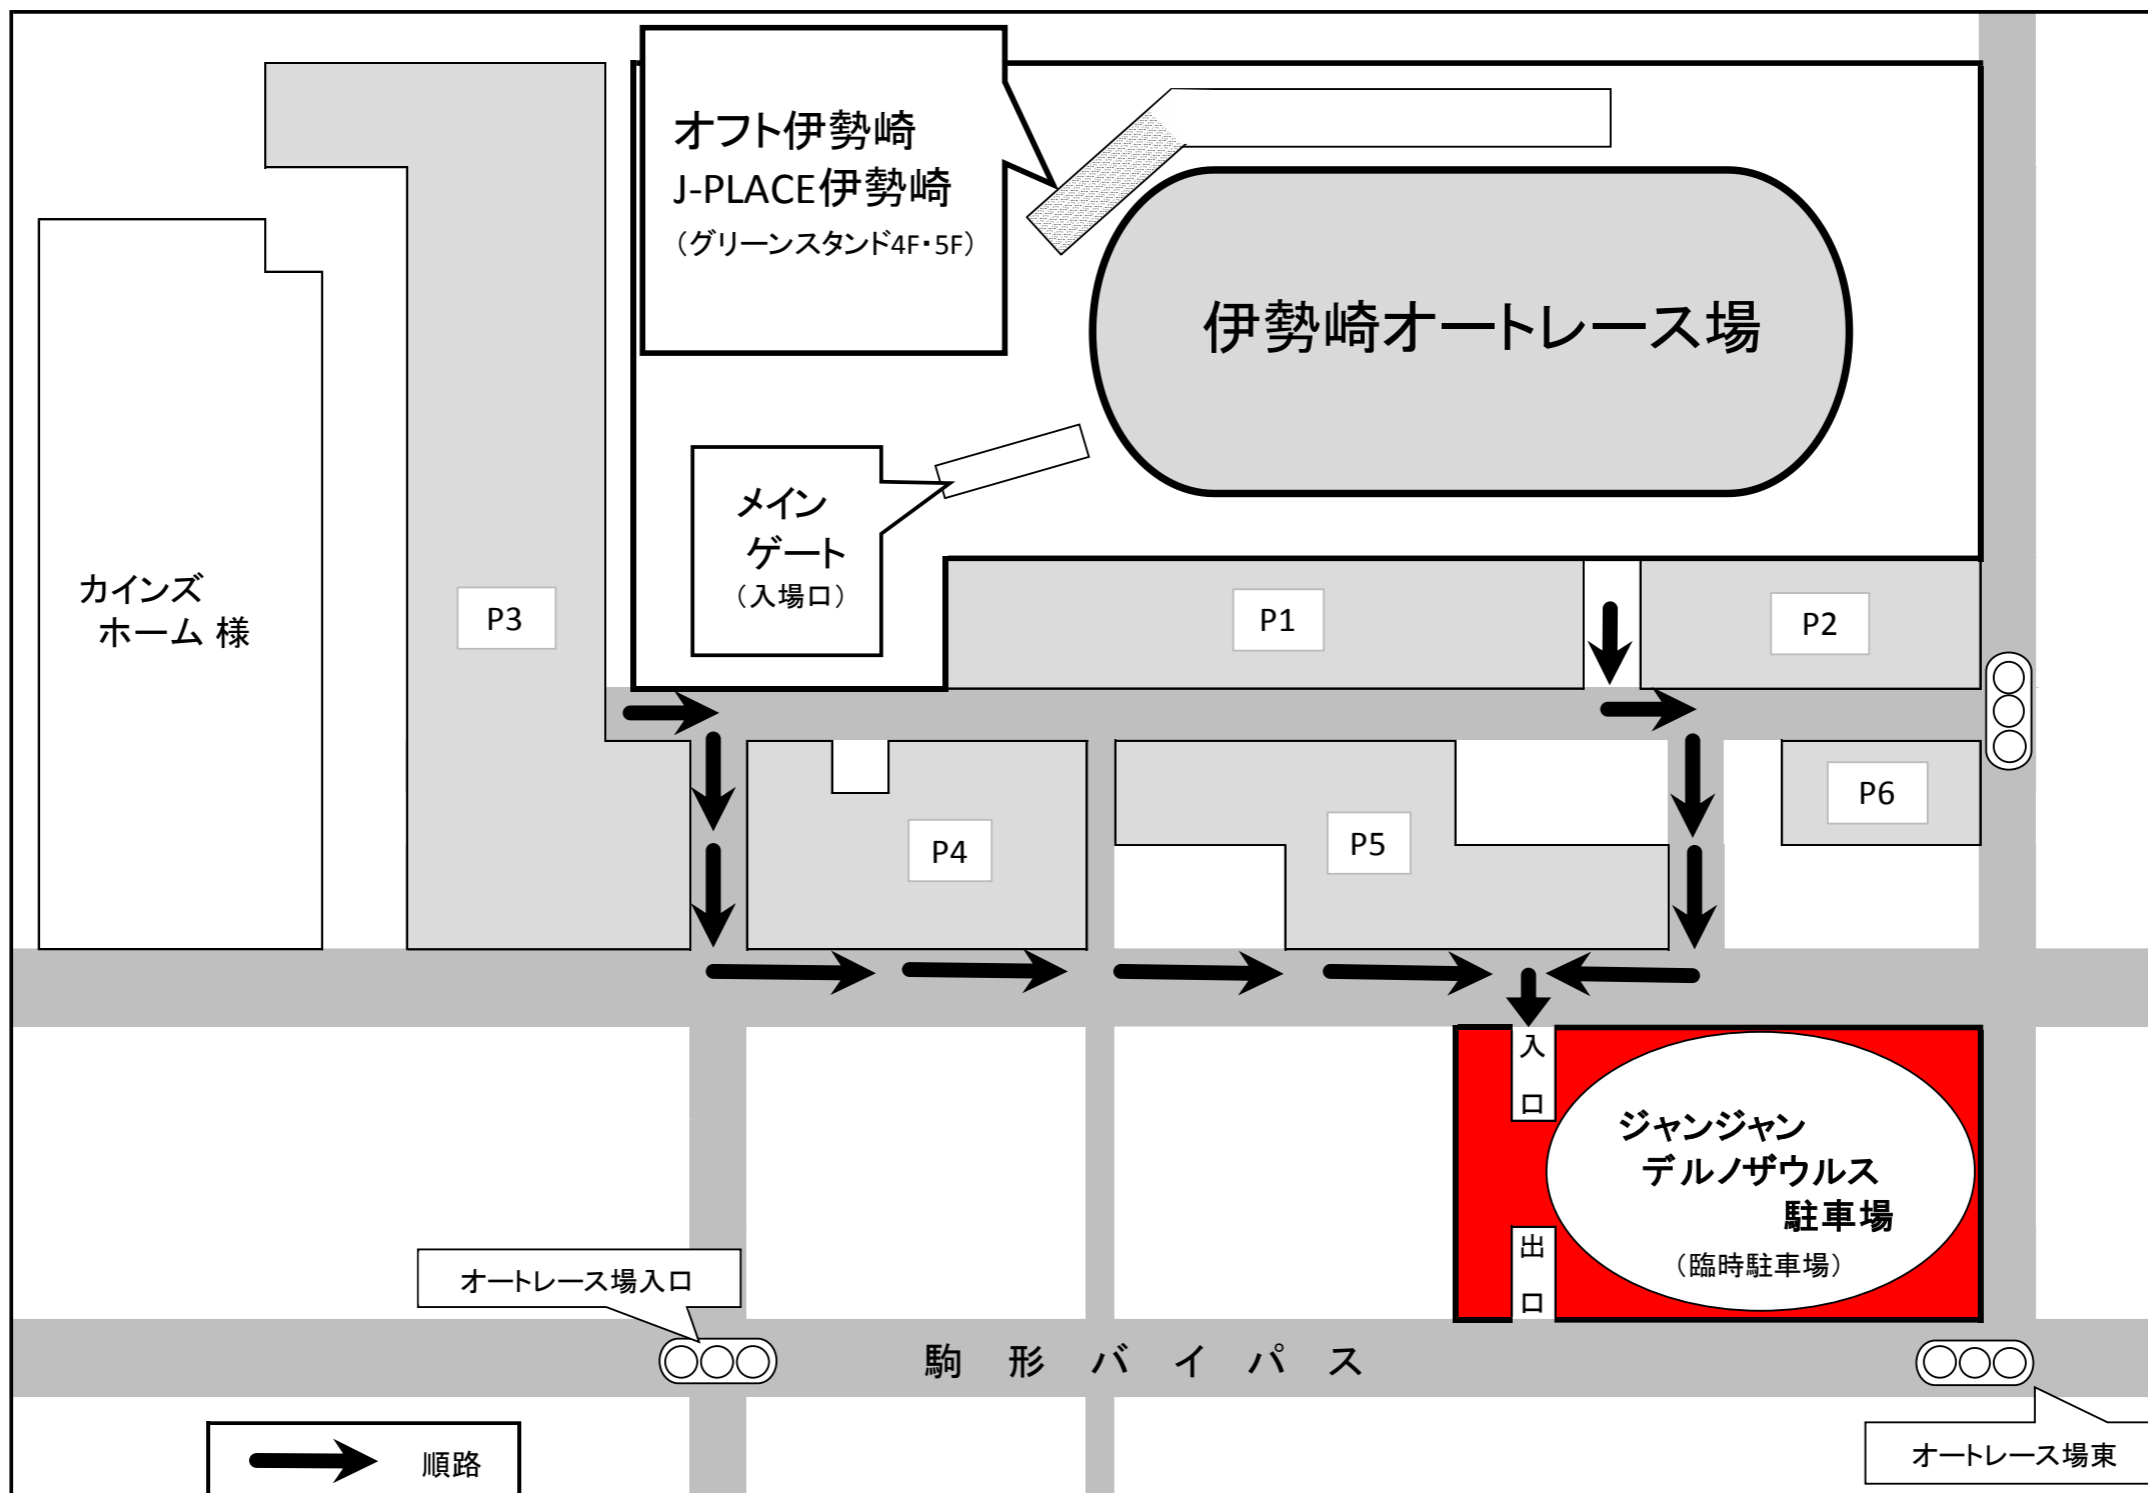 オフト伊勢崎
J-PLACE伊勢崎
（グリーンスタンド4F・5F）
伊勢崎オートレース場
メイン
ゲート
（入場口）
カインズ
ホーム 様
P3
P1
P2
P6
P4
P5
入
口
ジャンジャン
デルノザウルス
駐車場
（臨時駐車場）
出
口
オートレース場入口
駒 形 バ イ パ ス
オートレース場東
順路